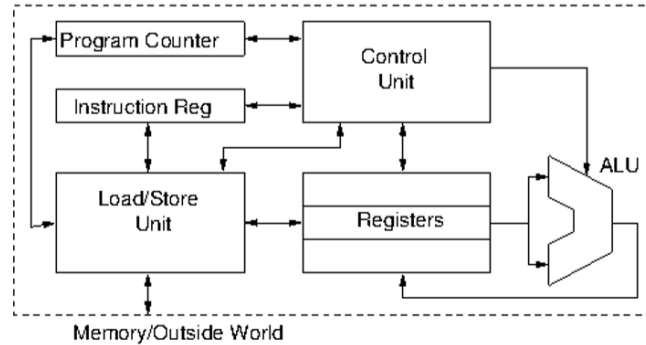 Program Counter
Control
Unit
Instruction Reg
ALU
Load/Store
Unit
Registers
Memory/Outside World